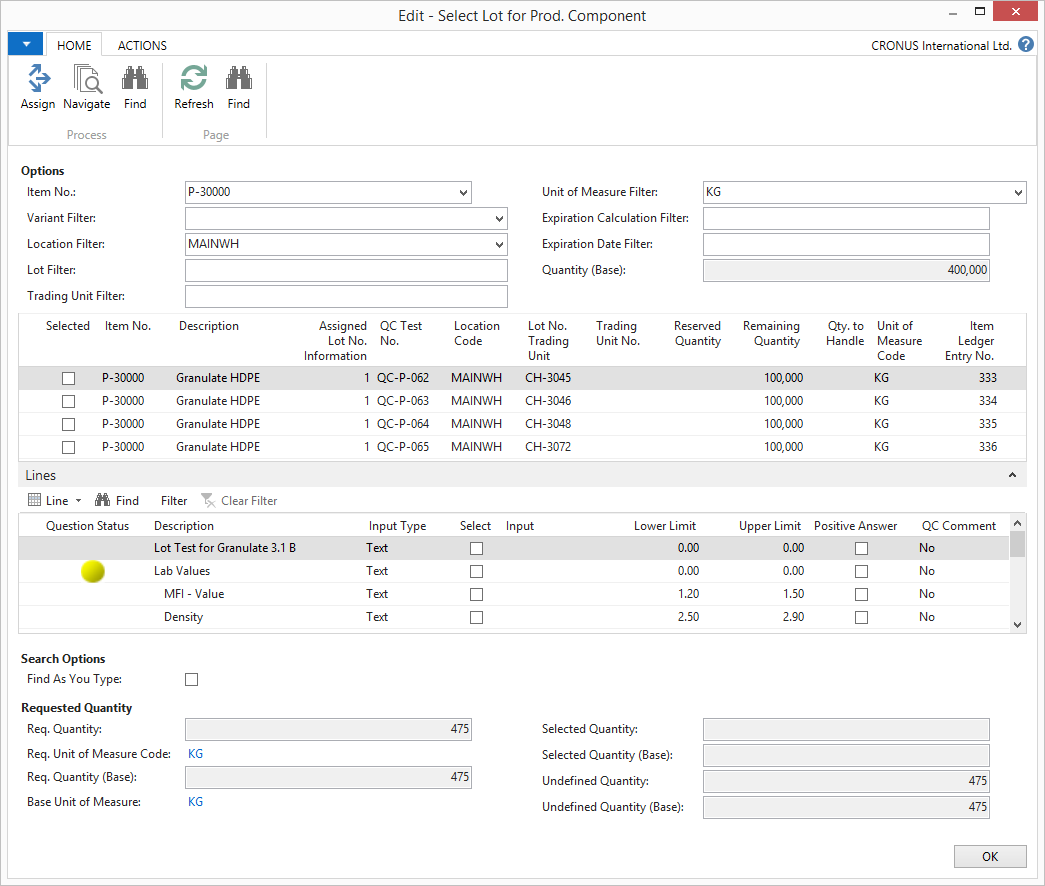 Edit - Select Lot for Prod. Component
HOME ACTIONS CRONUS International Ltd. ?
Assign Navigate Find Refresh Find
Process Page
Options
Item No.: P-30000 Unit of Measure Filter: KG
Variant Filter: Expiration Calculation Filter:
Location Filter: MAINWH Expiration Date Filter:
Lot Filter: Quantity (Base): 400,000
Trading Unit Filter:
Selected Item No. Description Assigned Lot No. Information QC Test No. Location Code Lot No. Trading Unit Trading Unit No. Reserved Quantity Remaining Quantity Qty. to Handle Unit of Measure Code Item Ledger Entry No.
P-30000 Granulate HDPE 1 QC-P-062 MAINWH CH-3045 100,000 KG 333
P-30000 Granulate HDPE 1 QC-P-063 MAINWH CH-3046 100,000 KG 334
P-30000 Granulate HDPE 1 QC-P-064 MAINWH CH-3048 100,000 KG 335
P-30000 Granulate HDPE 1 QC-P-065 MAINWH CH-3072 100,000 KG 336
Lines
Line Find Filter Clear Filter
Question Status Description Input Type Select Input Lower Limit Upper Limit Positive Answer QC Comment
Lot Test for Granulate 3.1 B Text 0.00 0.00 No
Lab Values Text 0.00 0.00 No
MFI - Value Text 1.20 1.50 No
Density Text 2.50 2.90 No
Search Options
Find As You Type:
Requested Quantity
Req. Quantity: 475 Selected Quantity:
Req. Unit of Measure Code: KG Selected Quantity (Base):
Req. Quantity (Base): 475 Undefined Quantity: 475
Base Unit of Measure: KG Undefined Quantity (Base): 475
OK